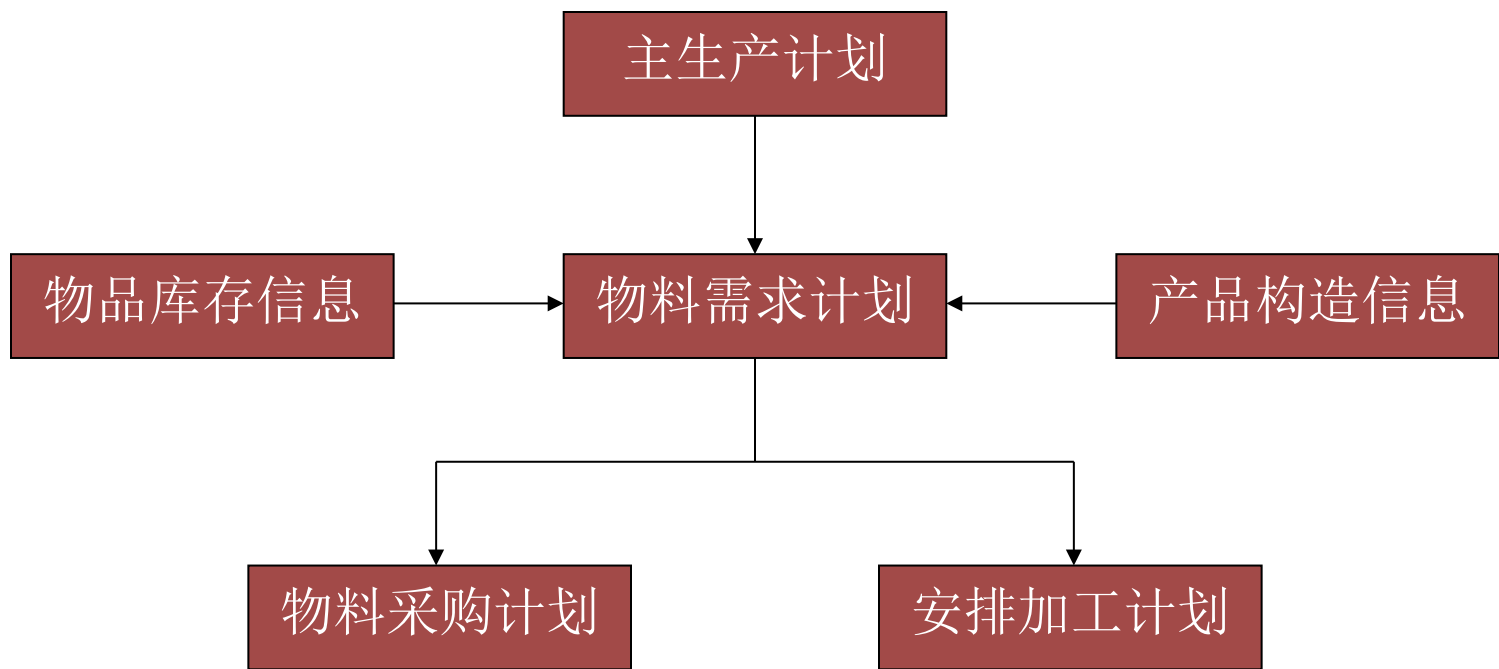 主生产计划
物品库存信息
物料需求计划
产品构造信息
物料采购计划
安排加工计划